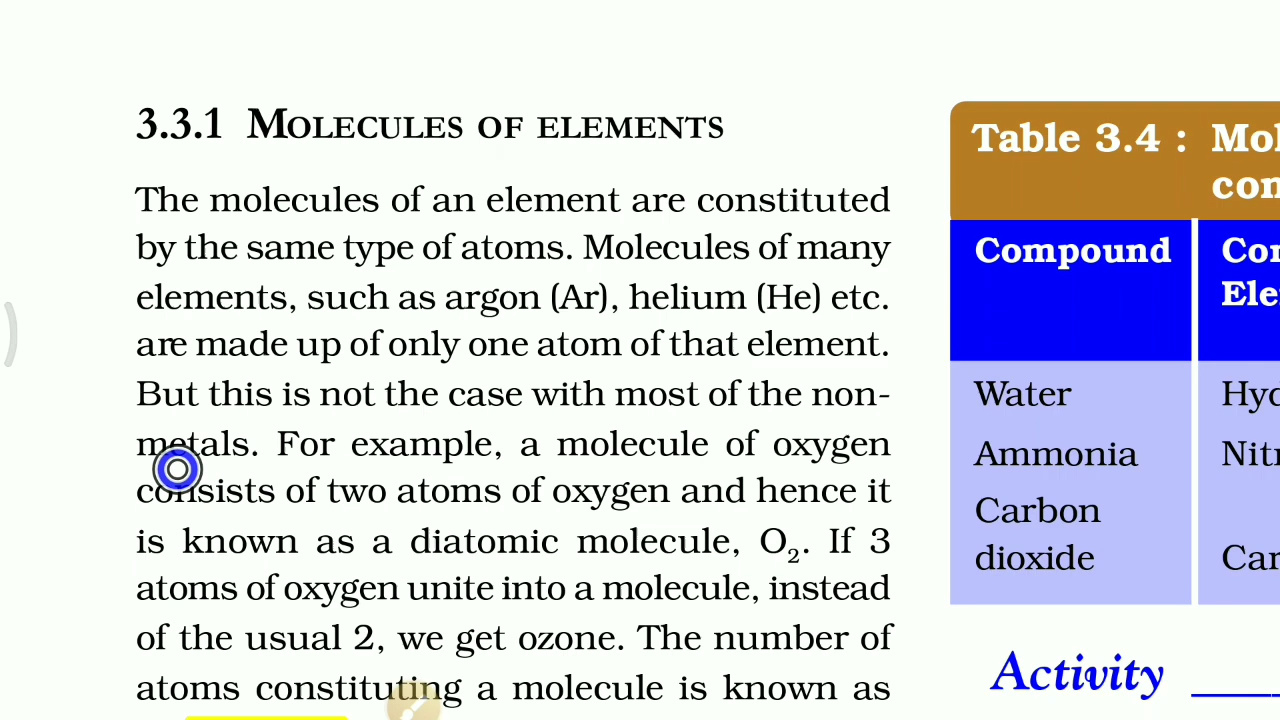 3.3.1 MOLECULES OF ELEMENTS
The molecules of an element are constituted
by the same type of atoms. Molecules of many
elements, such as argon (Ar), helium (He) etc.
are made up of only one atom of that element.
But this is not the case with most of the non-
metals. For example, a molecule of oxygen
consists of two atoms of oxygen and hence it
is known as a diatomic molecule, O₂. If 3
atoms of oxygen unite into a molecule, instead
of the usual 2, we get ozone. The number of
atoms constituting a molecule is known as
Table 3.4 : Mol
con
Compound
Con
Ele
Water Hyd
Ammonia Nitr
Carbon
dioxide Car
Activity